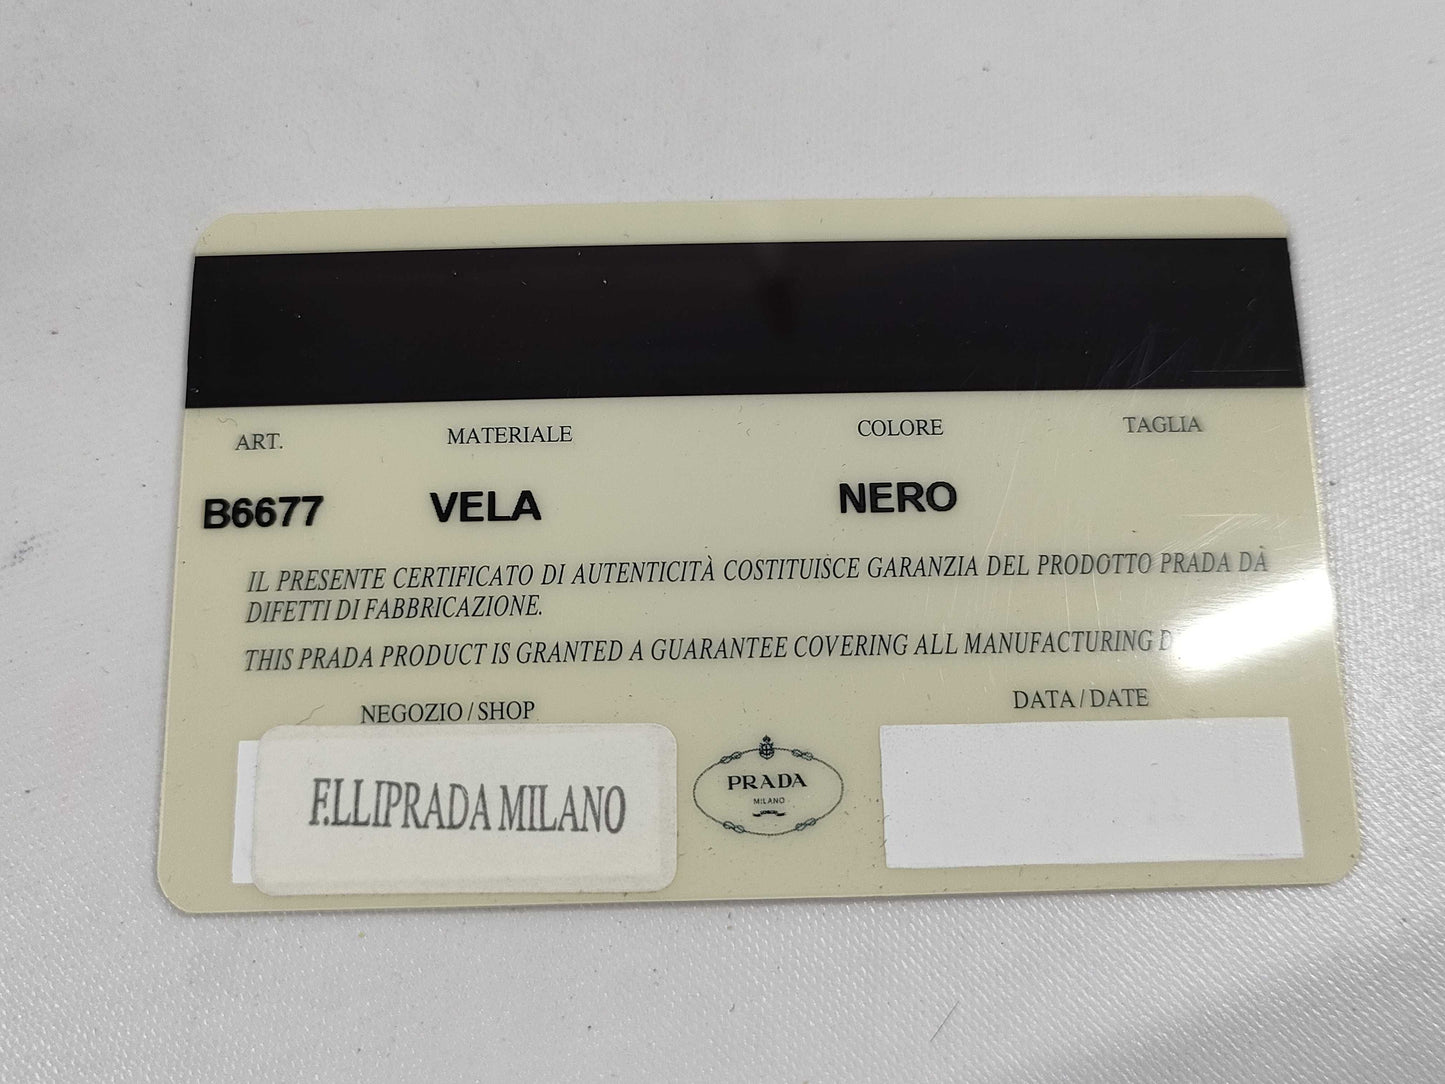 ART. MATERIALE COLORE TAGLIA
B6677 VELA NERO
IL PRESENTE CERTIFICATO DI AUTENTICITÀ COSTITUISCE GARANZIA DEL PRODOTTO PRADA DÀ
DIFETTI DI FABBRICAZIONE.
THIS PRADA PRODUCT IS GRANTED A GUARANTEE COVERING ALL MANUFACTURING
NEGOZIO / SHOP DATA / DATE
F.LLIPRADA MILANO
PRADA
MILANO